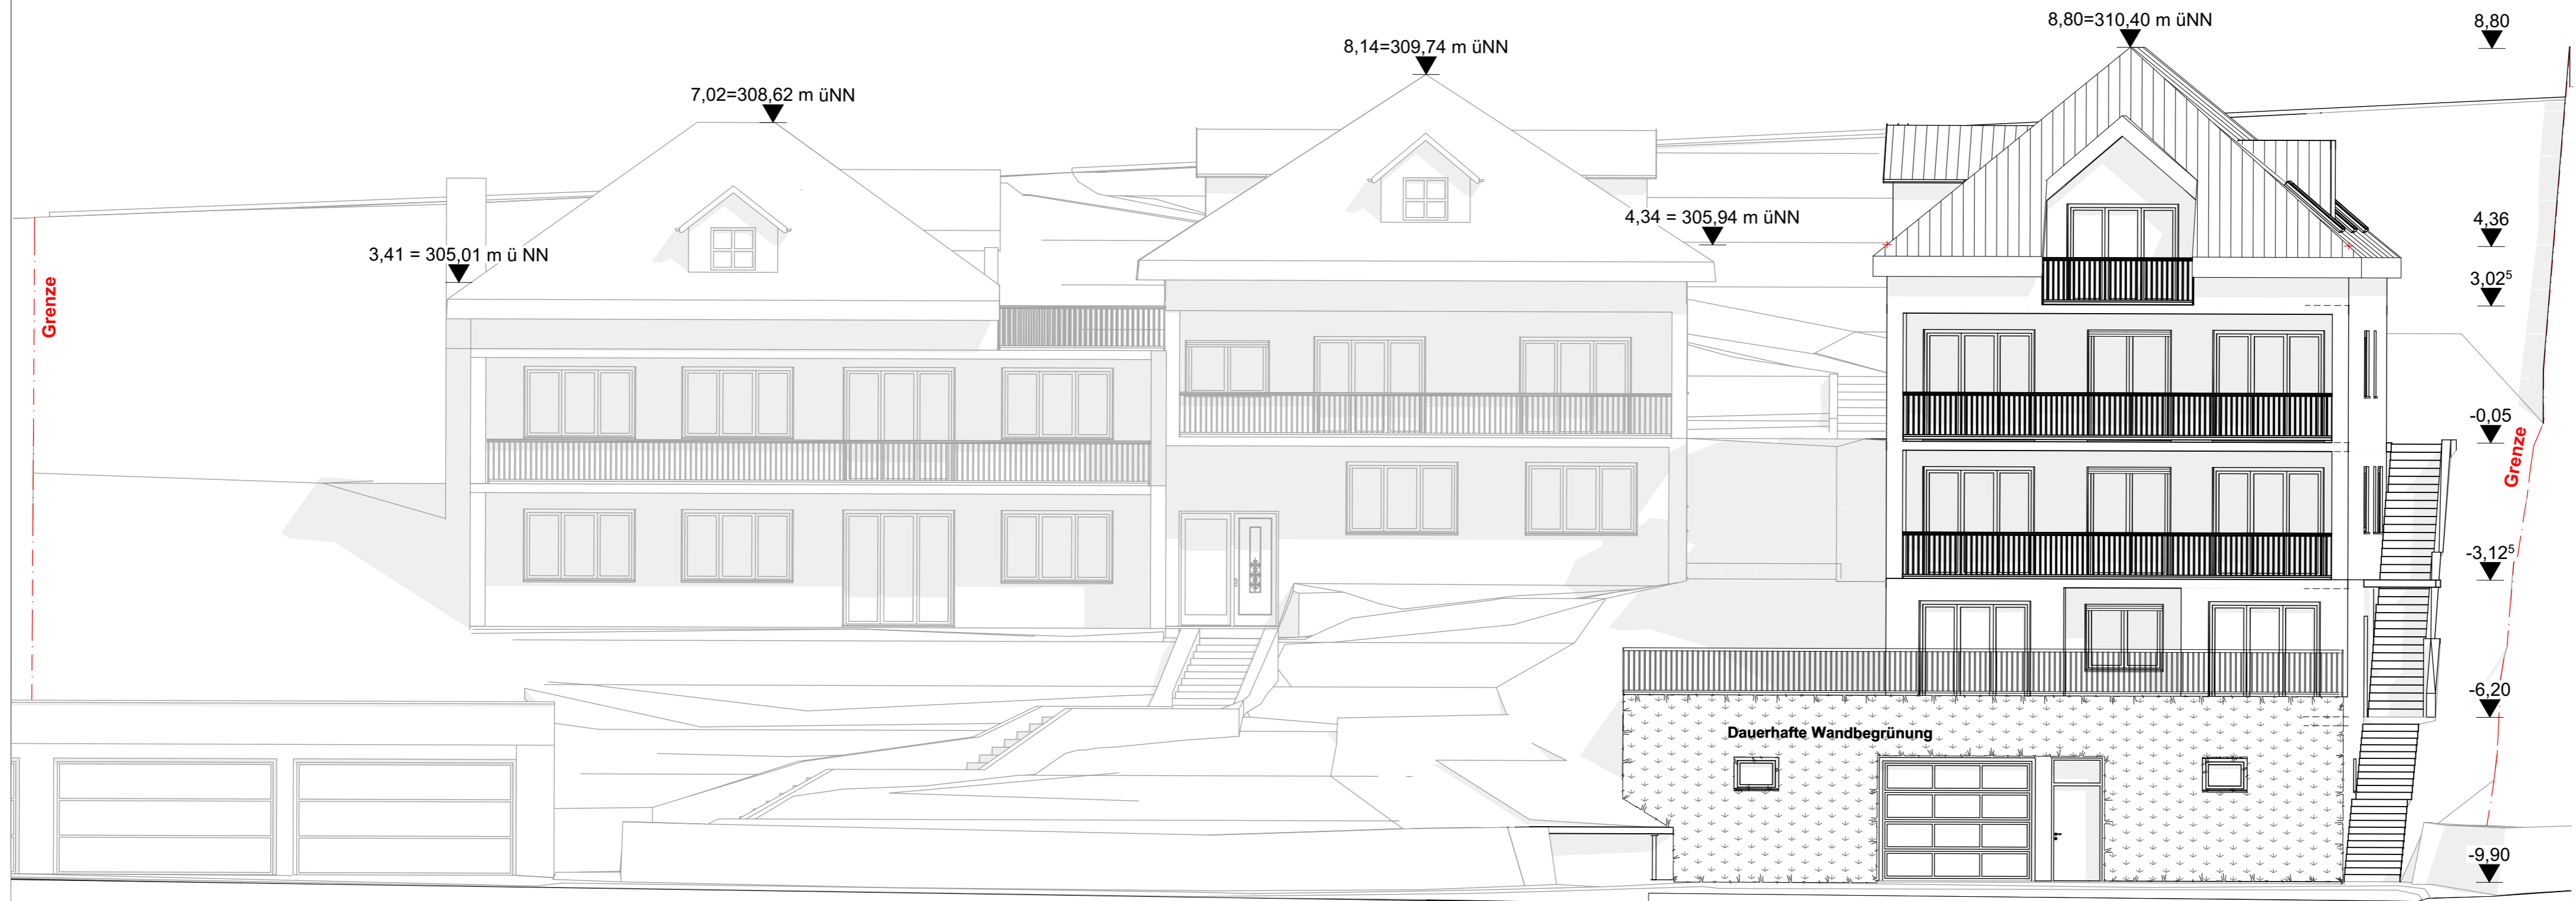 8,80=310,40 m üNN
8,80
8,14=309,74 m üNN
7,02=308,62 m üNN
4,34 = 305,94 m üNN
4,36
3,41 = 305,01 m ü NN
3,02⁵
Grenze
-0,05
Grenze
-3,12⁵
-6,20
Dauerhafte Wandbegrünung
-9,90